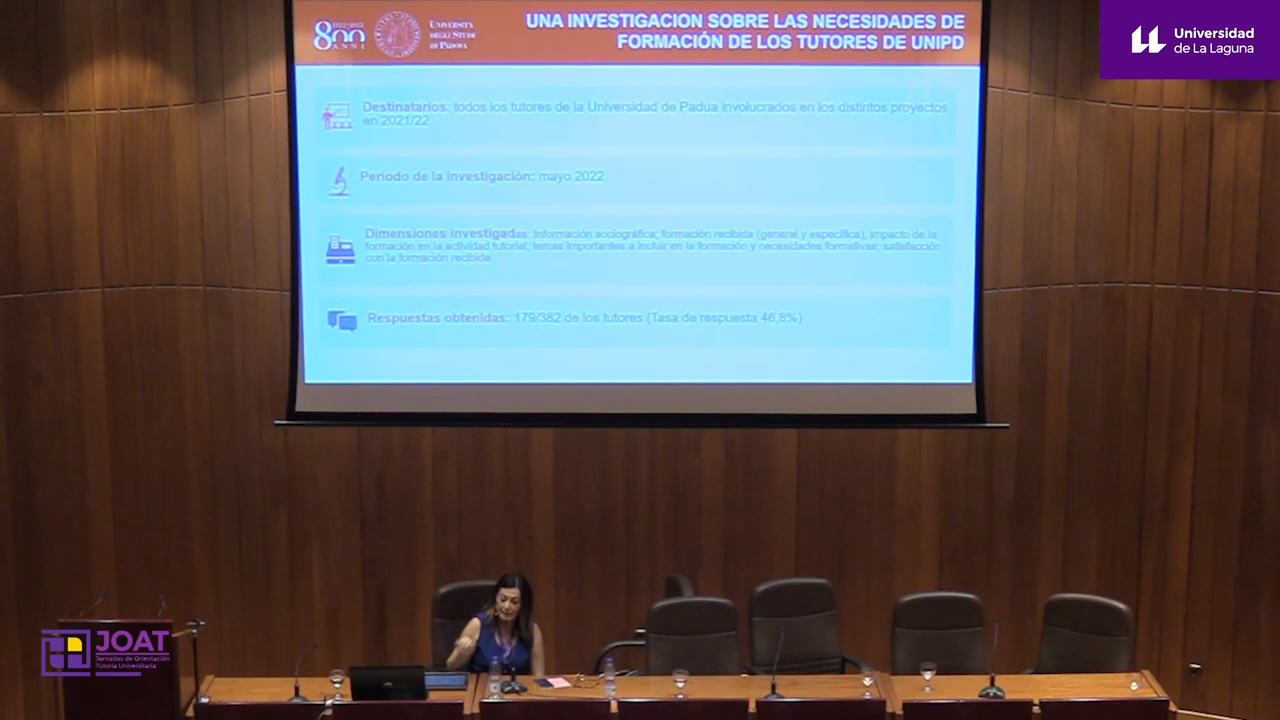 800
1222-2022
ANNI
UNIVERSITÀ
DEGLI STUDI
DI PADOVA
UNA INVESTIGACION SOBRE LAS NECESIDADES DE
FORMACIÓN DE LOS TUTORES DE UNIPD
Universidad
de La Laguna
Destinatarios: todos los tutores de la Universidad de Padua involucrados en los distintos proyectos
en 2021/22
Periodo de la investigación: mayo 2022
Dimensiones investigadas: Información sociográfica; formación recibida (general y específica), impacto de la
formación en la actividad tutorial; temas importantes a incluir en la formación y necesidades formativas; satisfacción
con la formación recibida
Respuestas obtenidas: 179/382 de los tutores (Tasa de respuesta 46,8%)
JOAT
Jornadas de Orientación
Tutoría Universitaria